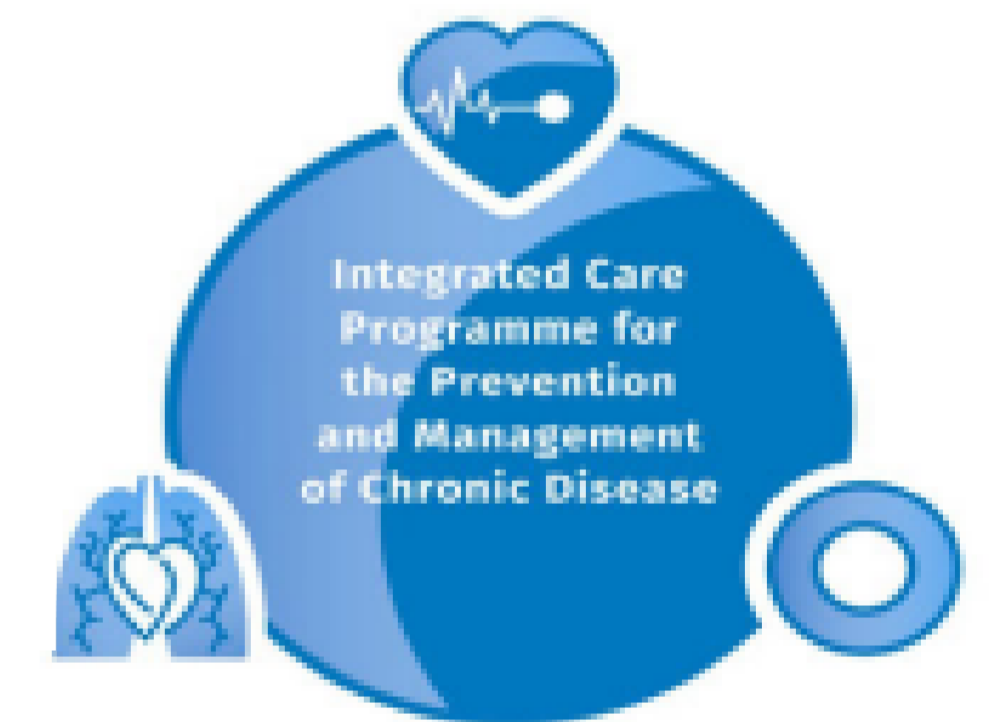 Integrated Care
Programme for
the Prevention
and Management
of Chronic Disease